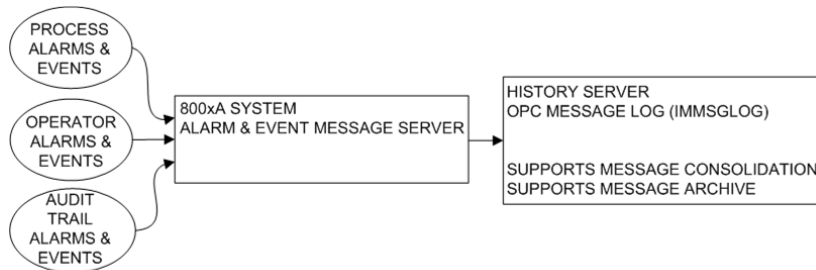 PROCESS
ALARMS &
EVENTS
OPERATOR
ALARMS &
EVENTS
AUDIT
TRAIL
ALARMS &
EVENTS
800xA SYSTEM
ALARM & EVENT MESSAGE SERVER
HISTORY SERVER
OPC MESSAGE LOG (IMMSGLOG)
SUPPORTS MESSAGE CONSOLIDATION
SUPPORTS MESSAGE ARCHIVE